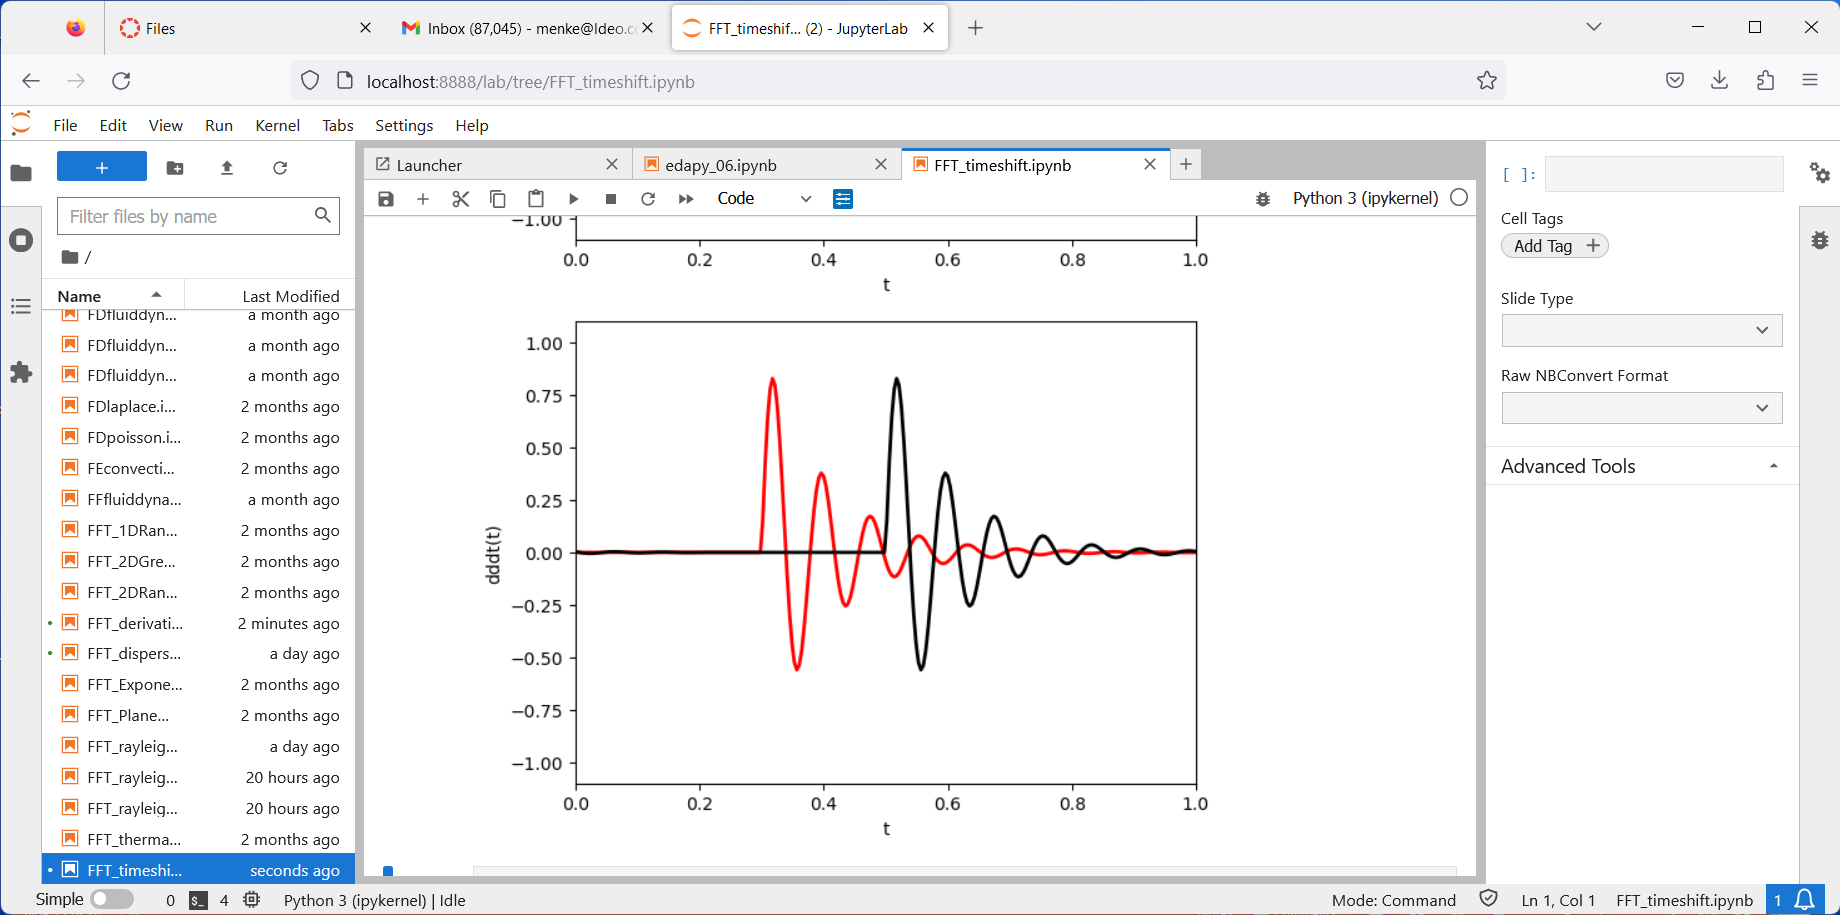 Files
Inbox (87,045) - menke@ldeo.c
FFT_timeshif... (2) - JupyterLab
localhost:8888/lab/tree/FFT_timeshift.ipynb
File Edit View Run Kernel Tabs Settings Help
Launcher
edapy_06.ipynb
FFT_timeshift.ipynb
Code
Python 3 (ipykernel)
Filter files by name
/
Name Last Modified
FDfluiddyn... a month ago
FDfluiddyn... a month ago
FDfluiddyn... a month ago
FDlaplace.i... 2 months ago
FDpoisson.i... 2 months ago
FEconvecti... 2 months ago
FFfluiddyna... a month ago
FFT_1DRan... 2 months ago
FFT_2DGre... 2 months ago
FFT_2DRan... 2 months ago
FFT_derivati... 2 minutes ago
FFT_dispers... a day ago
FFT_Expone... 2 months ago
FFT_Plane... 2 months ago
FFT_rayleig... a day ago
FFT_rayleig... 20 hours ago
FFT_rayleig... 20 hours ago
FFT_therma... 2 months ago
FFT_timeshi... seconds ago
−1.00
0.0 0.2 0.4 0.6 0.8 1.0
t
1.00
0.75
0.50
0.25
0.00
−0.25
−0.50
−0.75
−1.00
dddt(t)
0.0 0.2 0.4 0.6 0.8 1.0
t
[ ]:
Cell Tags
Add Tag +
Slide Type
Raw NBConvert Format
Advanced Tools
Simple 0 $_ 4 Python 3 (ipykernel) | Idle
Mode: Command Ln 1, Col 1 FFT_timeshift.ipynb 1